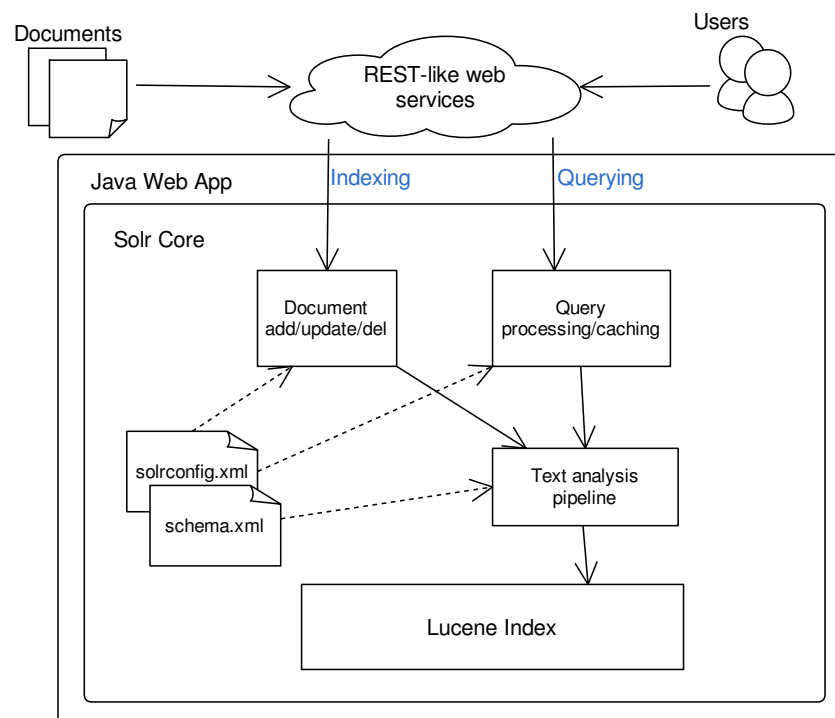 Documents
Users
REST-like web
services
Java Web App
Indexing
Querying
Solr Core
Document
add/update/del
Query
processing/caching
solrconfig.xml
schema.xml
Text analysis
pipeline
Lucene Index